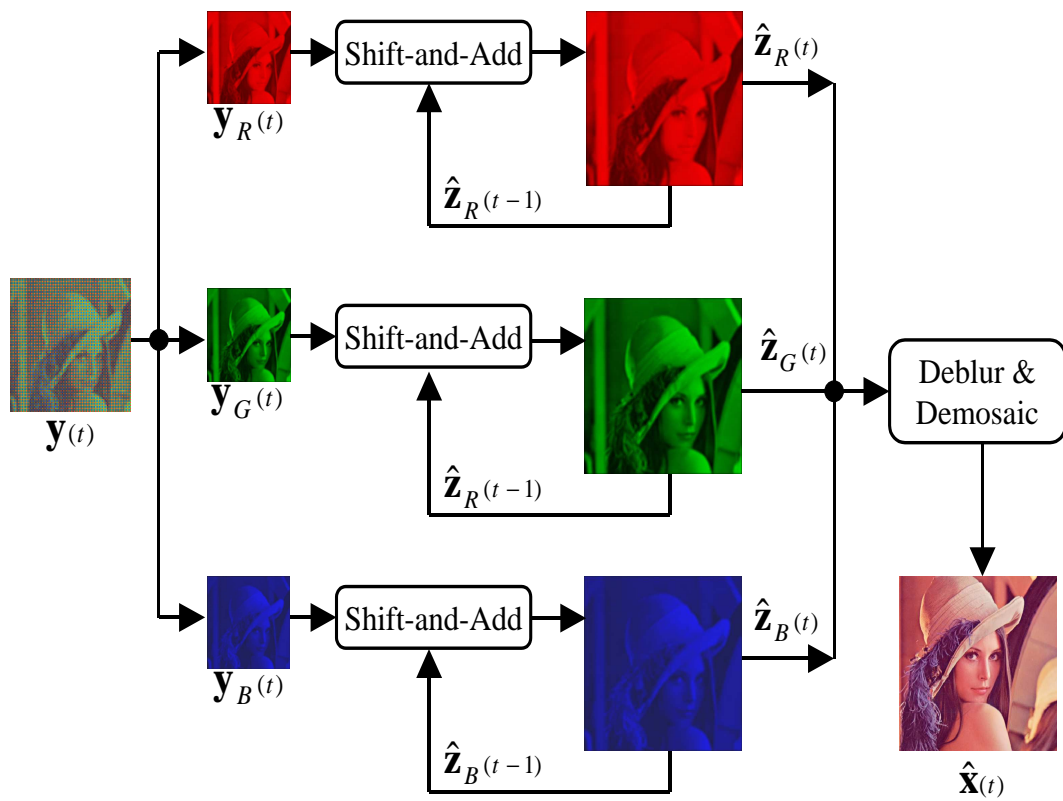 Shift-and-Add
ẑ_R(t)
y_R(t)
ẑ_R(t−1)
Shift-and-Add
ẑ_G(t)
y_G(t)
Deblur &
Demosaic
y(t)
ẑ_R(t−1)
Shift-and-Add
ẑ_B(t)
y_B(t)
ẑ_B(t−1)
x̂(t)